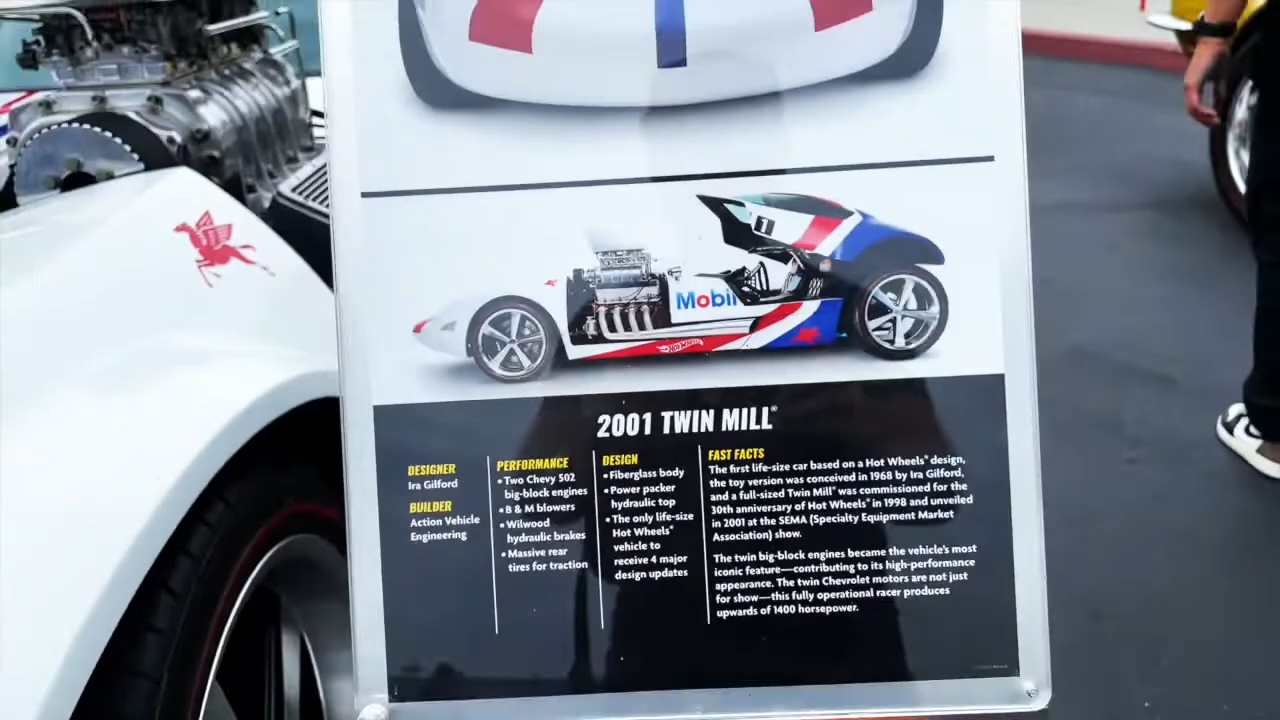 1
Mobil
Hot Wheels
2001 TWIN MILL®
DESIGNER
Ira Gilford
BUILDER
Action Vehicle
Engineering
PERFORMANCE
• Two Chevy 502
big-block engines
• B & M blowers
• Wilwood
hydraulic brakes
• Massive rear
tires for traction
DESIGN
• Fiberglass body
• Power packer
hydraulic top
• The only life-size
Hot Wheels®
vehicle to
receive 4 major
design updates
FAST FACTS
The first life-size car based on a Hot Wheels® design,
the toy version was conceived in 1968 by Ira Gilford,
and a full-sized Twin Mill® was commissioned for the
30th anniversary of Hot Wheels® in 1998 and unveiled
in 2001 at the SEMA (Specialty Equipment Market
Association) show.
The twin big-block engines became the vehicle's most
iconic feature—contributing to its high-performance
appearance. The twin Chevrolet motors are not just
for show—this fully operational racer produces
upwards of 1400 horsepower.